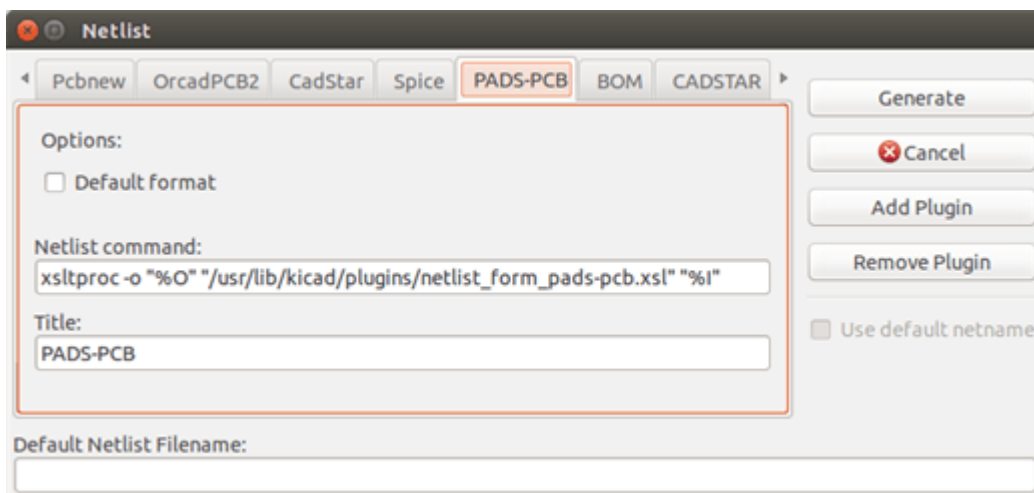 Netlist
Pcbnew OrcadPCB2 CadStar Spice PADS-PCB BOM CADSTAR
Generate
Options:
Cancel
Default format
Add Plugin
Netlist command:
Remove Plugin
xsltproc -o "%O" "/usr/lib/kicad/plugins/netlist_form_pads-pcb.xsl" "%I"
Title:
Use default netname
PADS-PCB
Default Netlist Filename: